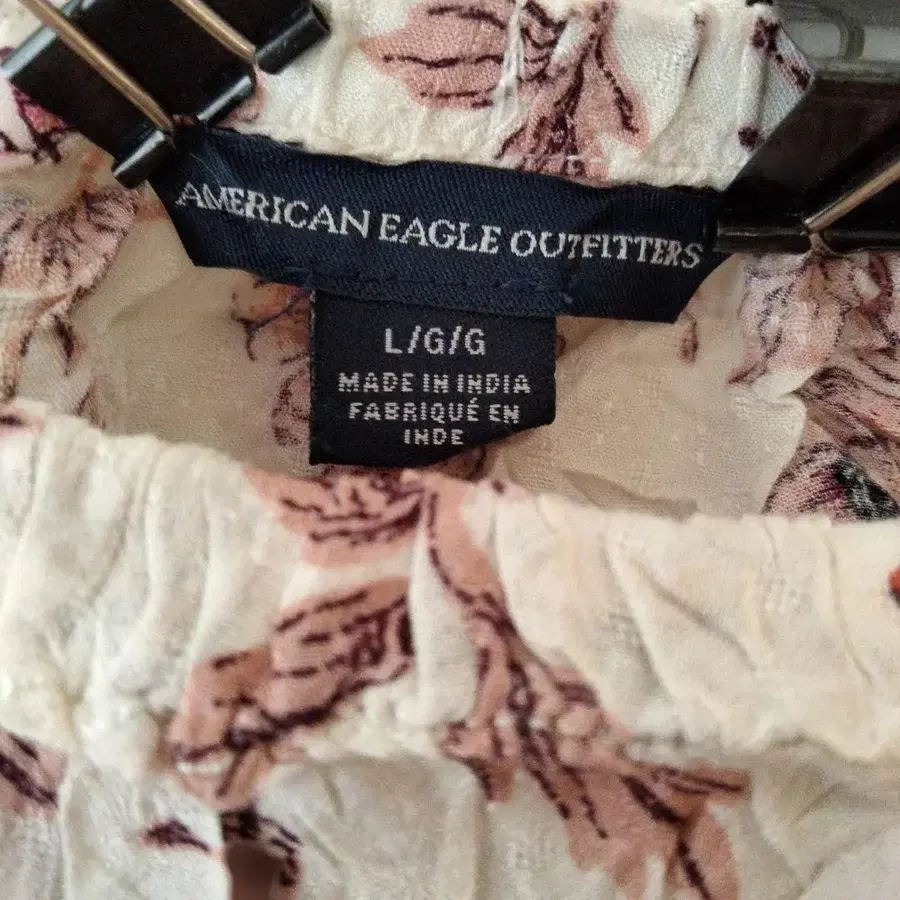 AMERICAN EAGLE OUTFITTERS
L/G/G
MADE IN INDIA
FABRIQUÉ EN
INDE